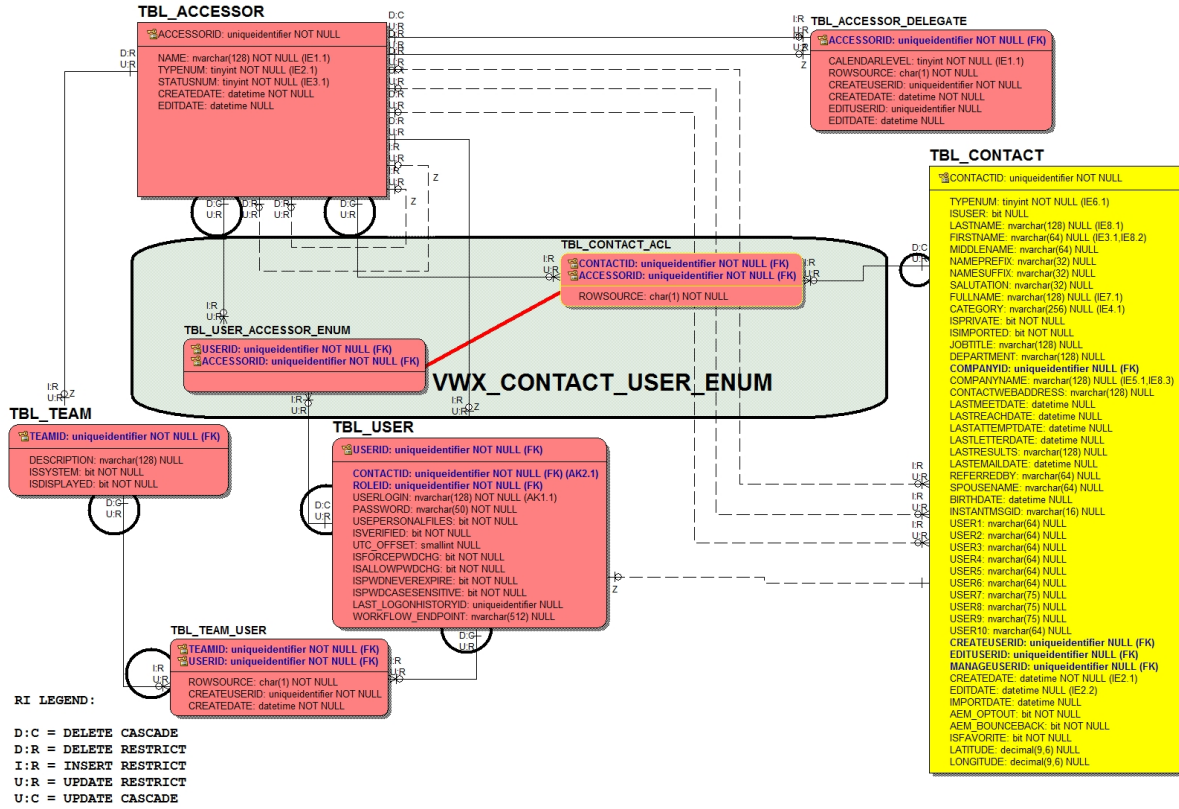 TBL_ACCESSOR
ACCESSORID: uniqueidentifier NOT NULL
NAME: nvarchar(128) NOT NULL (IE1.1)
TYPENUM: tinyint NOT NULL (IE2.1)
STATUSNUM: tinyint NOT NULL (IE3.1)
CREATEDATE: datetime NOT NULL
EDITDATE: datetime NULL
D:R
U:R
D:C
U:R
D:R
U:R
D:R
U:R
D:R
U:R
D:R
U:R
I:R
U:R
I:R
U:R
Z
Z
D:C
U:R
D:R
U:R
D:R
U:R
D:C
U:R
I:R
U:R
U:R
Z
TBL_ACCESSOR_DELEGATE
ACCESSORID: uniqueidentifier NOT NULL (FK)
CALENDARLEVEL: tinyint NOT NULL (IE1.1)
ROWSOURCE: char(1) NOT NULL
CREATEUSERID: uniqueidentifier NOT NULL
CREATEDATE: datetime NOT NULL
EDITUSERID: uniqueidentifier NULL
EDITDATE: datetime NULL
TBL_CONTACT
CONTACTID: uniqueidentifier NOT NULL
TYPENUM: tinyint NOT NULL (IE6.1)
ISUSER: bit NULL
LASTNAME: nvarchar(128) NULL (IE8.1)
FIRSTNAME: nvarchar(64) NULL (IE3.1,IE8.2)
MIDDLENAME: nvarchar(64) NULL
NAMEPREFIX: nvarchar(32) NULL
NAMESUFFIX: nvarchar(32) NULL
SALUTATION: nvarchar(32) NULL
FULLNAME: nvarchar(128) NULL (IE7.1)
CATEGORY: nvarchar(256) NULL (IE4.1)
ISPRIVATE: bit NOT NULL
ISIMPORTED: bit NOT NULL
JOBTITLE: nvarchar(128) NULL
DEPARTMENT: nvarchar(128) NULL
COMPANYID: uniqueidentifier NULL (FK)
COMPANYNAME: nvarchar(128) NULL (IE5.1,IE8.3)
CONTACTWEBADDRESS: nvarchar(128) NULL
LASTMEETDATE: datetime NULL
LASTREACHDATE: datetime NULL
LASTATTEMPTDATE: datetime NULL
LASTLETTERDATE: datetime NULL
LASTRESULTS: nvarchar(128) NULL
LASTEMAILDATE: datetime NULL
REFERREDBY: nvarchar(64) NULL
SPOUSENAME: nvarchar(64) NULL
BIRTHDATE: datetime NULL
INSTANTMSGID: nvarchar(16) NULL
USER1: nvarchar(64) NULL
USER2: nvarchar(64) NULL
USER3: nvarchar(64) NULL
USER4: nvarchar(64) NULL
USER5: nvarchar(64) NULL
USER6: nvarchar(64) NULL
USER7: nvarchar(75) NULL
USER8: nvarchar(75) NULL
USER9: nvarchar(75) NULL
USER10: nvarchar(64) NULL
CREATEUSERID: uniqueidentifier NULL (FK)
EDITUSERID: uniqueidentifier NULL (FK)
MANAGEUSERID: uniqueidentifier NULL (FK)
CREATEDATE: datetime NOT NULL (IE2.1)
EDITDATE: datetime NULL (IE2.2)
IMPORTDATE: datetime NULL
AEM_OPTOUT: bit NOT NULL
AEM_BOUNCEBACK: bit NOT NULL
ISFAVORITE: bit NOT NULL
LATITUDE: decimal(9,6) NULL
LONGITUDE: decimal(9,6) NULL
TBL_CONTACT_ACL
I:R
U:R
CONTACTID: uniqueidentifier NOT NULL (FK)
ACCESSORID: uniqueidentifier NOT NULL (FK)
ROWSOURCE: char(1) NOT NULL
I:R
U:R
D:C
U:R
I:R
U:R
TBL_USER_ACCESSOR_ENUM
USERID: uniqueidentifier NOT NULL (FK)
ACCESSORID: uniqueidentifier NOT NULL (FK)
VWX_CONTACT_USER_ENUM
I:R
U:R
Z
I:R
U:R
I:R
U:R
Z
TBL_TEAM
TEAMID: uniqueidentifier NOT NULL (FK)
DESCRIPTION: nvarchar(128) NULL
ISSYSTEM: bit NOT NULL
ISDISPLAYED: bit NOT NULL
D:C
U:R
TBL_USER
USERID: uniqueidentifier NOT NULL (FK)
CONTACTID: uniqueidentifier NOT NULL (FK) (AK2.1)
ROLEID: uniqueidentifier NOT NULL (FK)
USERLOGIN: nvarchar(128) NOT NULL (AK1.1)
PASSWORD: nvarchar(50) NOT NULL
USEPERSONALFILES: bit NOT NULL
ISVERIFIED: bit NOT NULL
UTC_OFFSET: smallint NULL
ISFORCEPWDCHG: bit NOT NULL
ISALLOWPWDCHG: bit NOT NULL
ISPWDNEVEREXPIRE: bit NOT NULL
ISPWDCASESENSITIVE: bit NOT NULL
LAST_LOGONHISTORYID: uniqueidentifier NULL
WORKFLOW_ENDPOINT: nvarchar(512) NULL
D:C
U:R
D:C
U:R
Z
I:R
U:R
I:R
U:R
I:R
U:R
TBL_TEAM_USER
TEAMID: uniqueidentifier NOT NULL (FK)
USERID: uniqueidentifier NOT NULL (FK)
ROWSOURCE: char(1) NOT NULL
CREATEUSERID: uniqueidentifier NOT NULL
CREATEDATE: datetime NOT NULL
I:R
U:R
I:R
U:R
RI LEGEND:
D:C = DELETE CASCADE
D:R = DELETE RESTRICT
I:R = INSERT RESTRICT
U:R = UPDATE RESTRICT
U:C = UPDATE CASCADE